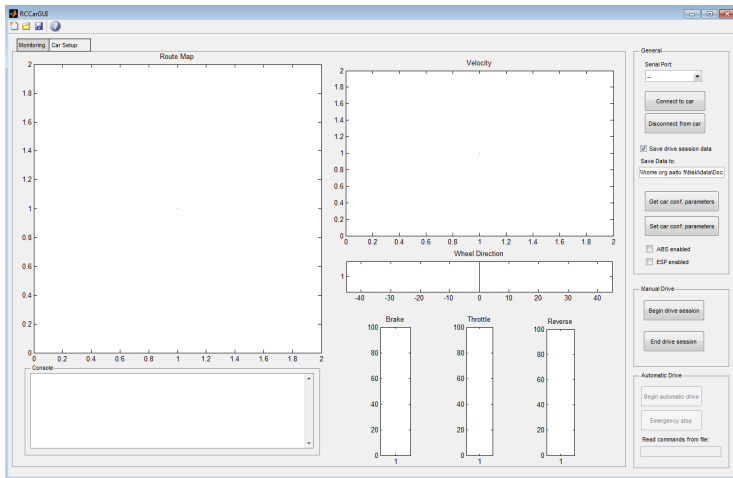 RCCarGUI
Monitoring Car Setup
Route Map
2
1.8
1.6
1.4
1.2
1
0.8
0.6
0.4
0.2
0
0 0.2 0.4 0.6 0.8 1 1.2 1.4 1.6 1.8 2
Console
Velocity
2
1.8
1.6
1.4
1.2
1
0.8
0.6
0.4
0.2
0
0 0.2 0.4 0.6 0.8 1 1.2 1.4 1.6 1.8 2
Wheel Direction
1
-40 -30 -20 -10 0 10 20 30 40
Brake
100
80
60
40
20
0
1
Throttle
100
80
60
40
20
0
1
Reverse
100
80
60
40
20
0
1
General
Serial Port:
--
Connect to car
Disconnect from car
Save drive session data
Save Data to:
\\home.org.aalto.fi\tlisk\data\Doc
Get car conf. parameters
Set car conf. parameters
ABS enabled
ESP enabled
Manual Drive
Begin drive session
End drive session
Automatic Drive
Begin automatic drive
Emergency stop
Read commands from file: